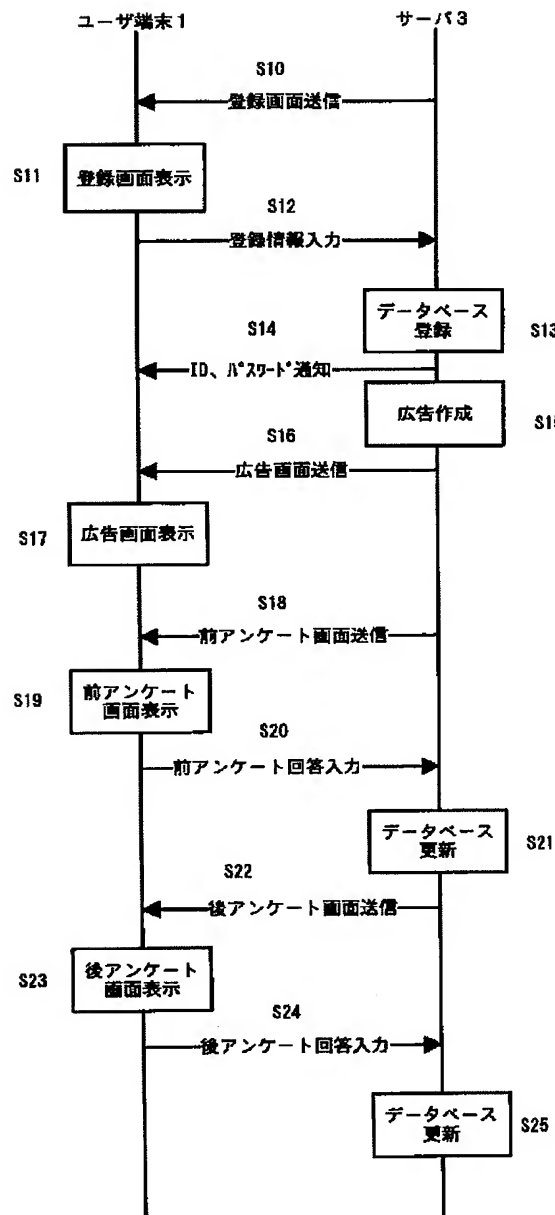 ユーザ端末1
サーバ3
S10
登録画面送信
S11
登録画面表示
S12
登録情報入力
データベース
登録
S13
S14
ID、パスワード通知
広告作成
S16
広告画面送信
S17
広告画面表示
S18
前アンケート画面送信
S19
前アンケート
画面表示
S20
前アンケート回答入力
データベース
更新
S21
S22
後アンケート画面送信
S23
後アンケート
画面表示
S24
後アンケート回答入力
データベース
更新
S25